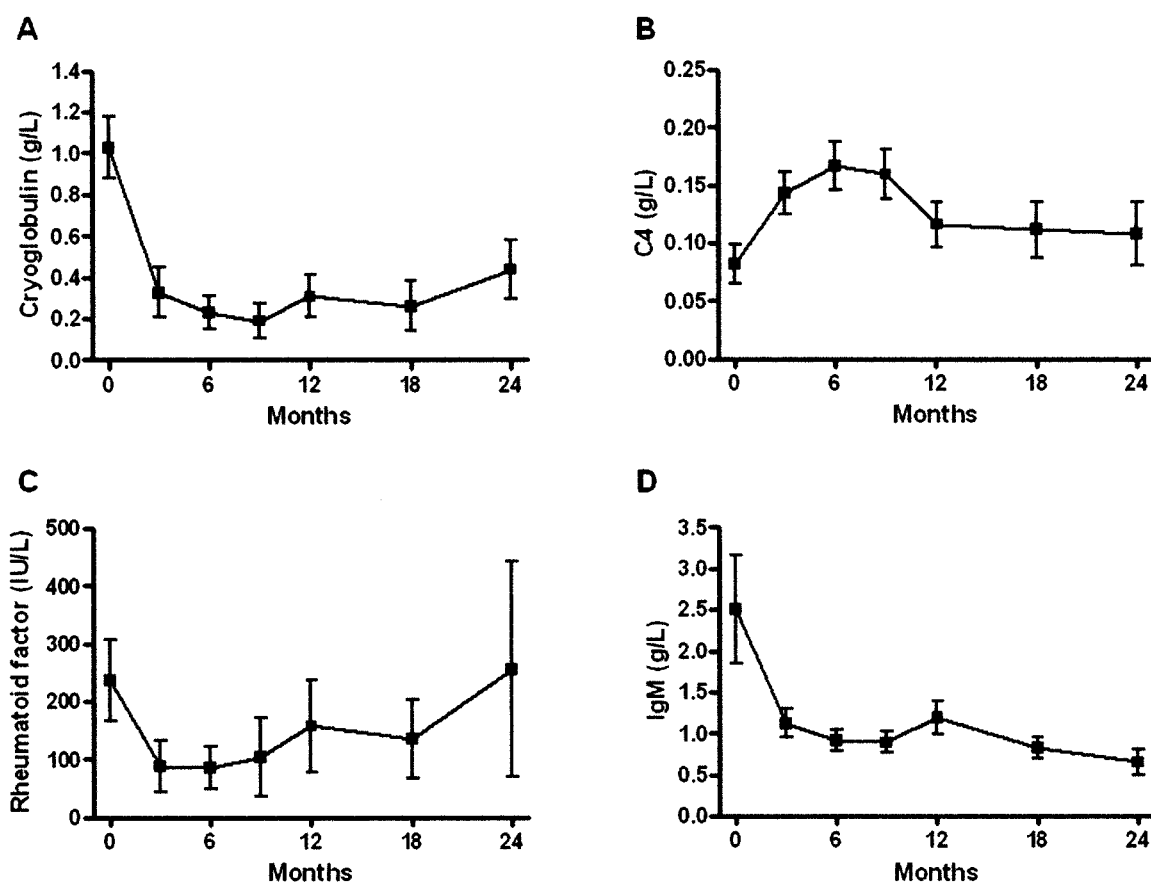 A
Cryoglobulin (g/L)
1.4
1.2
1.0
0.8
0.6
0.4
0.2
0.0
0 6 12 18 24
Months
B
C4 (g/L)
0.25
0.20
0.15
0.10
0.05
0.00
0 6 12 18 24
Months
C
Rheumatoid factor (IU/L)
500
400
300
200
100
0
0 6 12 18 24
Months
D
IgM (g/L)
3.5
3.0
2.5
2.0
1.5
1.0
0.5
0.0
0 6 12 18 24
Months